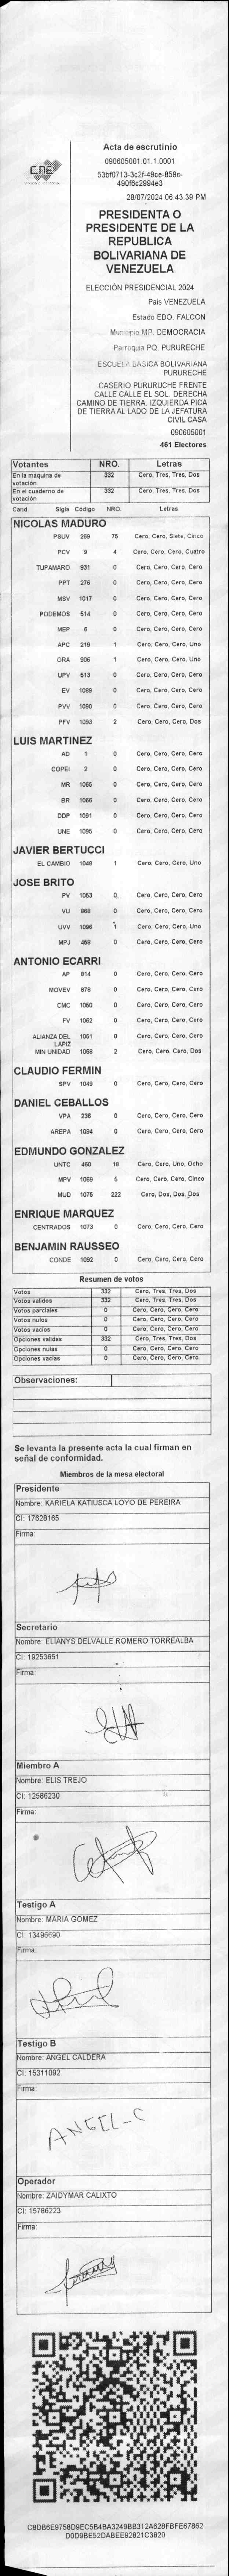 CNE
Acta de escrutinio
090605001.01.1.0001
53bf0713-3c2f-49ce-859c-
490f6c2994e3
28/07/2024 06:43:39 PM
PRESIDENTA O
PRESIDENTE DE LA
REPUBLICA
BOLIVARIANA DE
VENEZUELA
ELECCIÓN PRESIDENCIAL 2024
Pais VENEZUELA
Estado EDO. FALCON
Municipio MP. DEMOCRACIA
Parroquia PQ. PURURECHE
ESCUELA BASICA BOLIVARIANA
PURURECHE
CASERIO PURURUCHE FRENTE
CALLE CALLE EL SOL. DERECHA
CAMINO DE TIERRA. IZQUIERDA PICA
DE TIERRA AL LADO DE LA JEFATURA
CIVIL CASA
090605001
461 Electores
Votantes NRO. Letras
En la máquina de votación 332 Cero, Tres, Tres, Dos
En el cuaderno de votación 332 Cero, Tres, Tres, Dos
Cand. Sigla Código NRO. Letras
NICOLAS MADURO
PSUV 269 75 Cero, Cero, Siete, Cinco
PCV 9 4 Cero, Cero, Cero, Cuatro
TUPAMARO 931 0 Cero, Cero, Cero, Cero
PPT 276 0 Cero, Cero, Cero, Cero
MSV 1017 0 Cero, Cero, Cero, Cero
PODEMOS 514 0 Cero, Cero, Cero, Cero
MEP 6 0 Cero, Cero, Cero, Cero
APC 219 1 Cero, Cero, Cero, Uno
ORA 906 1 Cero, Cero, Cero, Uno
UPV 513 0 Cero, Cero, Cero, Cero
EV 1089 0 Cero, Cero, Cero, Cero
PVV 1090 0 Cero, Cero, Cero, Cero
PFV 1093 2 Cero, Cero, Cero, Dos
LUIS MARTINEZ
AD 1 0 Cero, Cero, Cero, Cero
COPEI 2 0 Cero, Cero, Cero, Cero
MR 1065 0 Cero, Cero, Cero, Cero
BR 1066 0 Cero, Cero, Cero, Cero
DDP 1091 0 Cero, Cero, Cero, Cero
UNE 1095 0 Cero, Cero, Cero, Cero
JAVIER BERTUCCI
EL CAMBIO 1048 1 Cero, Cero, Cero, Uno
JOSE BRITO
PV 1053 0 Cero, Cero, Cero, Cero
VU 868 0 Cero, Cero, Cero, Cero
UVV 1096 1 Cero, Cero, Cero, Uno
MPJ 458 0 Cero, Cero, Cero, Cero
ANTONIO ECARRI
AP 814 0 Cero, Cero, Cero, Cero
MOVEV 878 0 Cero, Cero, Cero, Cero
CMC 1050 0 Cero, Cero, Cero, Cero
FV 1062 0 Cero, Cero, Cero, Cero
ALIANZA DEL LAPIZ 1051 0 Cero, Cero, Cero, Cero
MIN UNIDAD 1068 2 Cero, Cero, Cero, Dos
CLAUDIO FERMIN
SPV 1049 0 Cero, Cero, Cero, Cero
DANIEL CEBALLOS
VPA 236 0 Cero, Cero, Cero, Cero
AREPA 1094 0 Cero, Cero, Cero, Cero
EDMUNDO GONZALEZ
UNTC 460 18 Cero, Cero, Uno, Ocho
MPV 1069 5 Cero, Cero, Cero, Cinco
MUD 1075 222 Cero, Dos, Dos, Dos
ENRIQUE MARQUEZ
CENTRADOS 1073 0 Cero, Cero, Cero, Cero
BENJAMIN RAUSSEO
CONDE 1092 0 Cero, Cero, Cero, Cero
Resumen de votos
Votos 332 Cero, Tres, Tres, Dos
Votos validos 332 Cero, Tres, Tres, Dos
Votos parciales 0 Cero, Cero, Cero, Cero
Votos nulos 0 Cero, Cero, Cero, Cero
Votos vacíos 0 Cero, Cero, Cero, Cero
Opciones validas 332 Cero, Tres, Tres, Dos
Opciones nulas 0 Cero, Cero, Cero, Cero
Opciones vacias 0 Cero, Cero, Cero, Cero
Observaciones:
Se levanta la presente acta la cual firman en
señal de conformidad.
Miembros de la mesa electoral
Presidente
Nombre: KARIELA KATIUSCA LOYO DE PEREIRA
CI: 17628165
Firma:
Secretario
Nombre: ELIANYS DELVALLE ROMERO TORREALBA
CI: 19253651
Firma:
Miembro A
Nombre: ELIS TREJO
CI: 12586230
Firma:
Testigo A
Nombre: MARIA GOMEZ
CI: 13496690
Firma:
Testigo B
Nombre: ANGEL CALDERA
CI: 15311092
Firma:
ANGEL-C
Operador
Nombre: ZAIDYMAR CALIXTO
CI: 15786223
Firma:
C8DB6E9758D9EC5B4BA3249BB312A628FBFE67862
D0D9BE52DABEE92821C3820